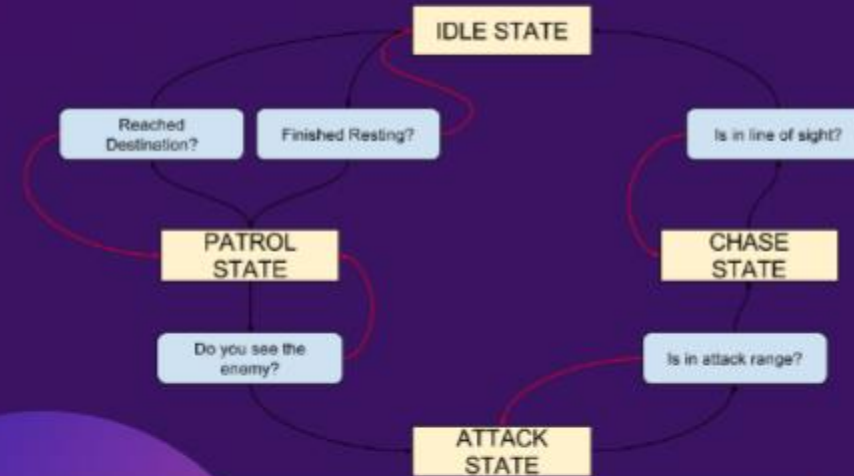 IDLE STATE
Reached
Destination?
Finished Resting?
Is in line of sight?
PATROL
STATE
CHASE
STATE
Do you see the
enemy?
Is in attack range?
ATTACK
STATE